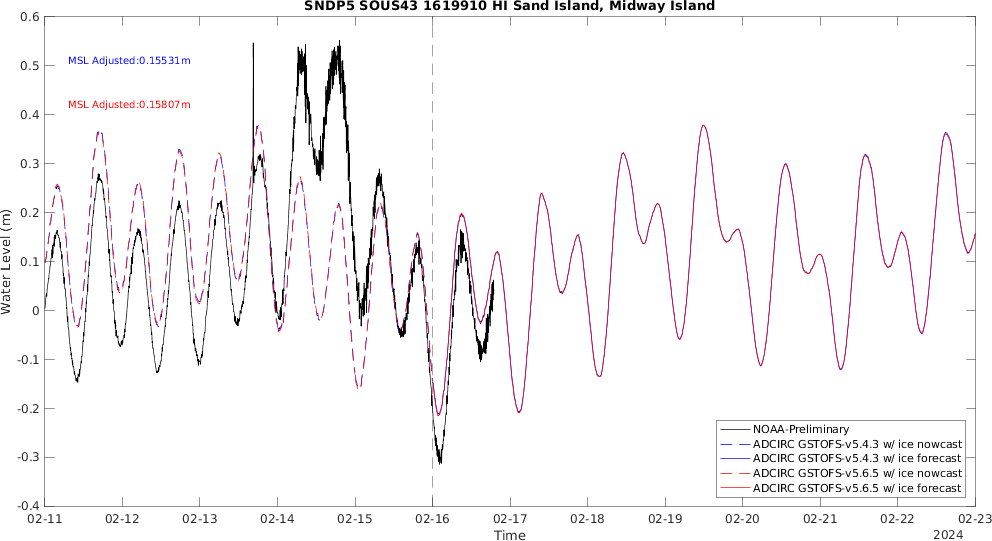 SNDP5 SOUS43 1619910 HI Sand Island, Midway Island
0.6
0.5
0.4
0.3
0.2
0.1
0
-0.1
-0.2
-0.3
-0.4
Water Level (m)
MSL Adjusted:0.15531m
MSL Adjusted:0.15807m
NOAA-Preliminary
ADCIRC GSTOFS-v5.4.3 w/ ice nowcast
ADCIRC GSTOFS-v5.4.3 w/ ice forecast
ADCIRC GSTOFS-v5.6.5 w/ ice nowcast
ADCIRC GSTOFS-v5.6.5 w/ ice forecast
02-11 02-12 02-13 02-14 02-15 02-16 02-17 02-18 02-19 02-20 02-21 02-22 02-23
Time
2024